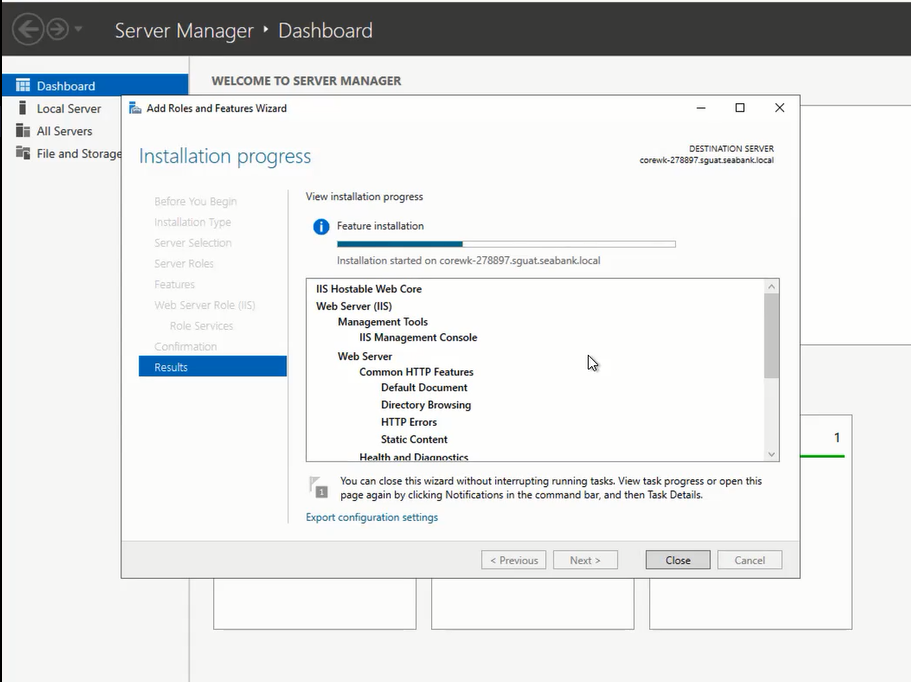 Server Manager ‣ Dashboard
Dashboard
Local Server
All Servers
File and Storage
WELCOME TO SERVER MANAGER
Add Roles and Features Wizard
Installation progress
DESTINATION SERVER
corewk-278897.sguat.seabank.local
Before You Begin
Installation Type
Server Selection
Server Roles
Features
Web Server Role (IIS)
Role Services
Confirmation
Results
View installation progress
Feature installation
Installation started on corewk-278897.sguat.seabank.local
IIS Hostable Web Core
Web Server (IIS)
Management Tools
IIS Management Console
Web Server
Common HTTP Features
Default Document
Directory Browsing
HTTP Errors
Static Content
Health and Diagnostics
1
You can close this wizard without interrupting running tasks. View task progress or open this
page again by clicking Notifications in the command bar, and then Task Details.
Export configuration settings
< Previous
Next >
Close
Cancel
1